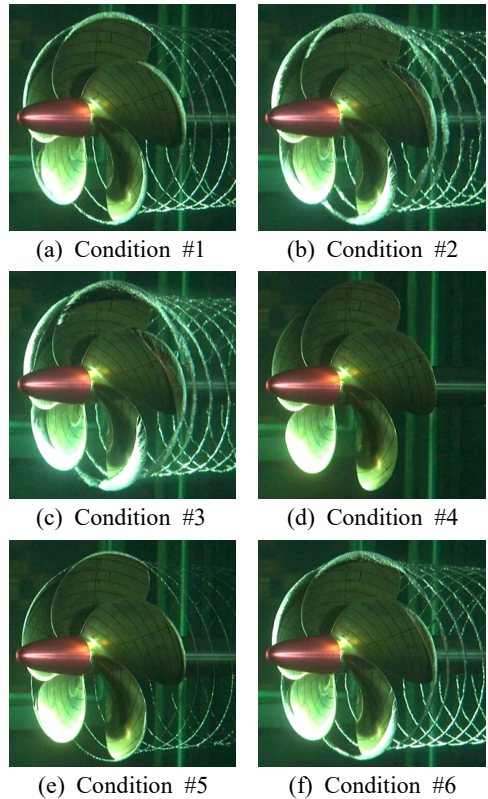 (a) Condition #1
(b) Condition #2
(c) Condition #3
(d) Condition #4
(e) Condition #5
(f) Condition #6